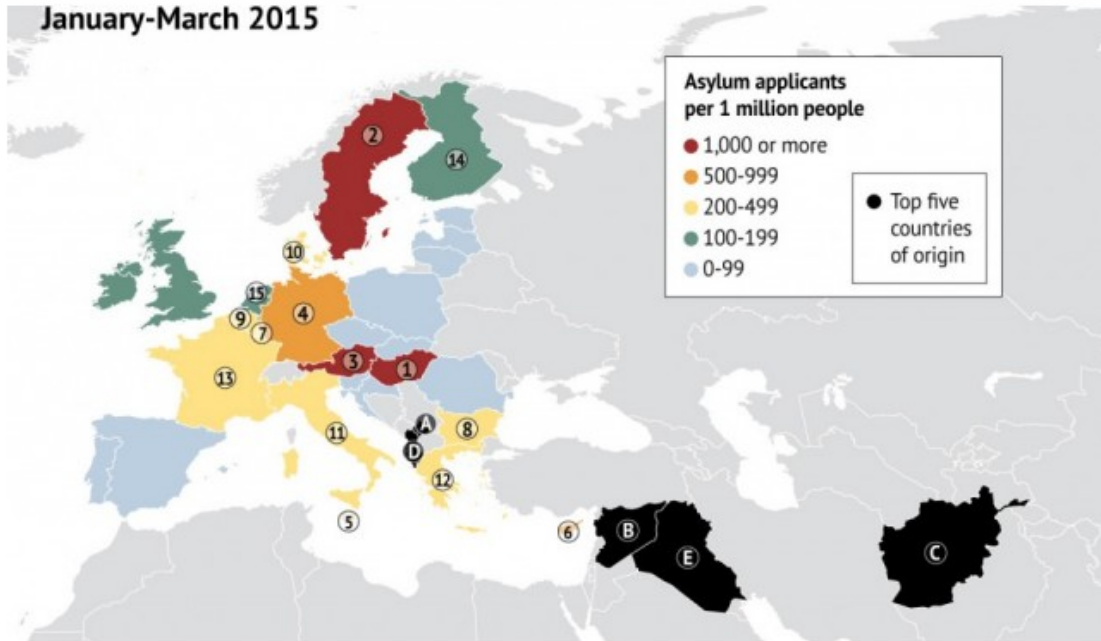 January-March 2015
Asylum applicants
per 1 million people
1,000 or more
500-999
200-499
100-199
0-99
Top five
countries
of origin
2
14
10
15
9
7
4
3
1
13
A
8
11
D
12
5
6
B
E
C